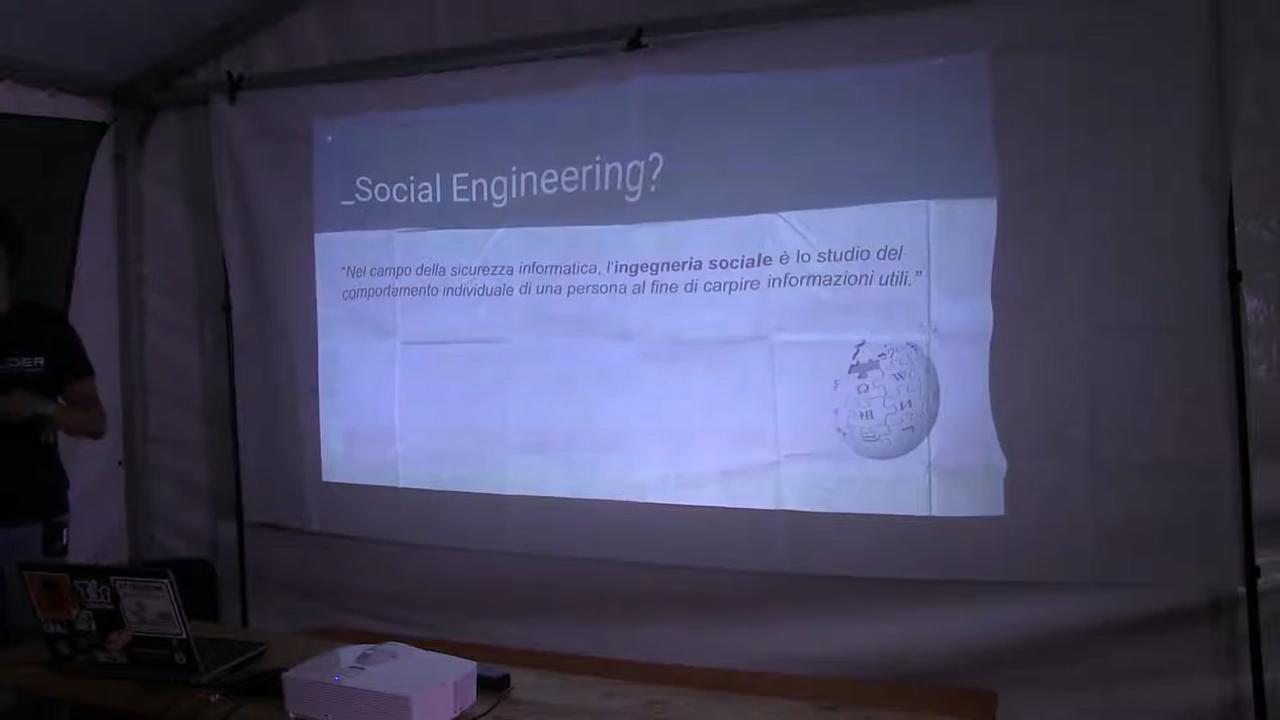 _Social Engineering?
“Nel campo della sicurezza informatica, l'ingegneria sociale è lo studio del
comportamento individuale di una persona al fine di carpire informazioni utili.”
Ω W
И